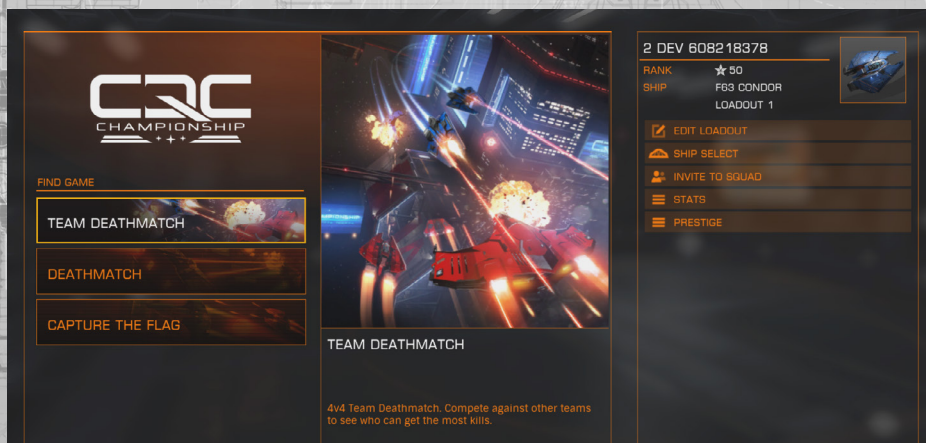 CQC
CHAMPIONSHIP
FIND GAME
TEAM DEATHMATCH
DEATHMATCH
CAPTURE THE FLAG
TEAM DEATHMATCH
4v4 Team Deathmatch. Compete against other teams
to see who can get the most kills.
2 DEV 608218378
RANK 50
SHIP F63 CONDOR
LOADOUT 1
EDIT LOADOUT
SHIP SELECT
INVITE TO SQUAD
STATS
PRESTIGE